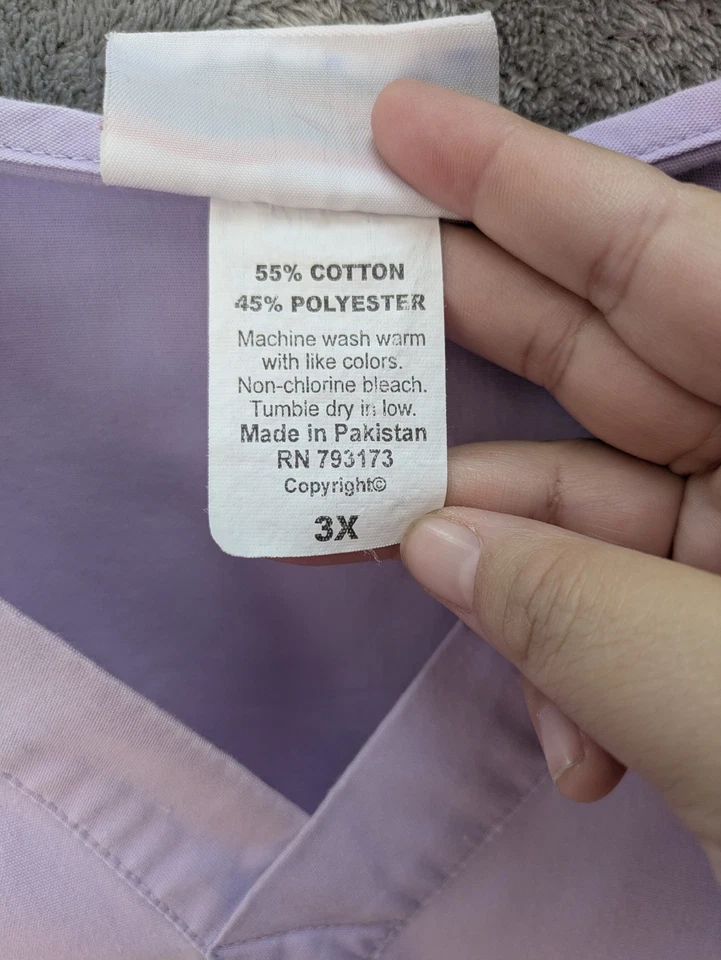 55% COTTON
45% POLYESTER
Machine wash warm
with like colors.
Non-chlorine bleach.
Tumble dry in low.
Made in Pakistan
RN 793173
Copyright©
3X